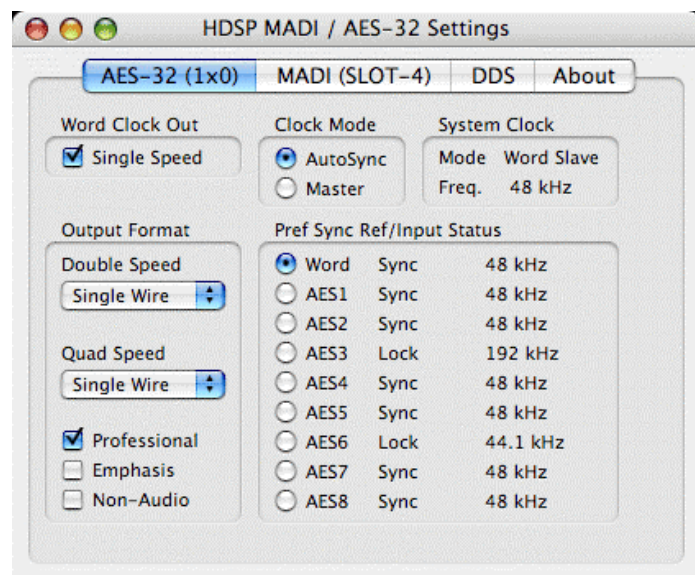 HDSP MADI / AES-32 Settings
AES-32 (1x0) MADI (SLOT-4) DDS About
Word Clock Out
Single Speed
Clock Mode
AutoSync
Master
System Clock
Mode Word Slave
Freq. 48 kHz
Output Format
Double Speed
Single Wire
Quad Speed
Single Wire
Professional
Emphasis
Non-Audio
Pref Sync Ref/Input Status
Word Sync 48 kHz
AES1 Sync 48 kHz
AES2 Sync 48 kHz
AES3 Lock 192 kHz
AES4 Sync 48 kHz
AES5 Sync 48 kHz
AES6 Lock 44.1 kHz
AES7 Sync 48 kHz
AES8 Sync 48 kHz